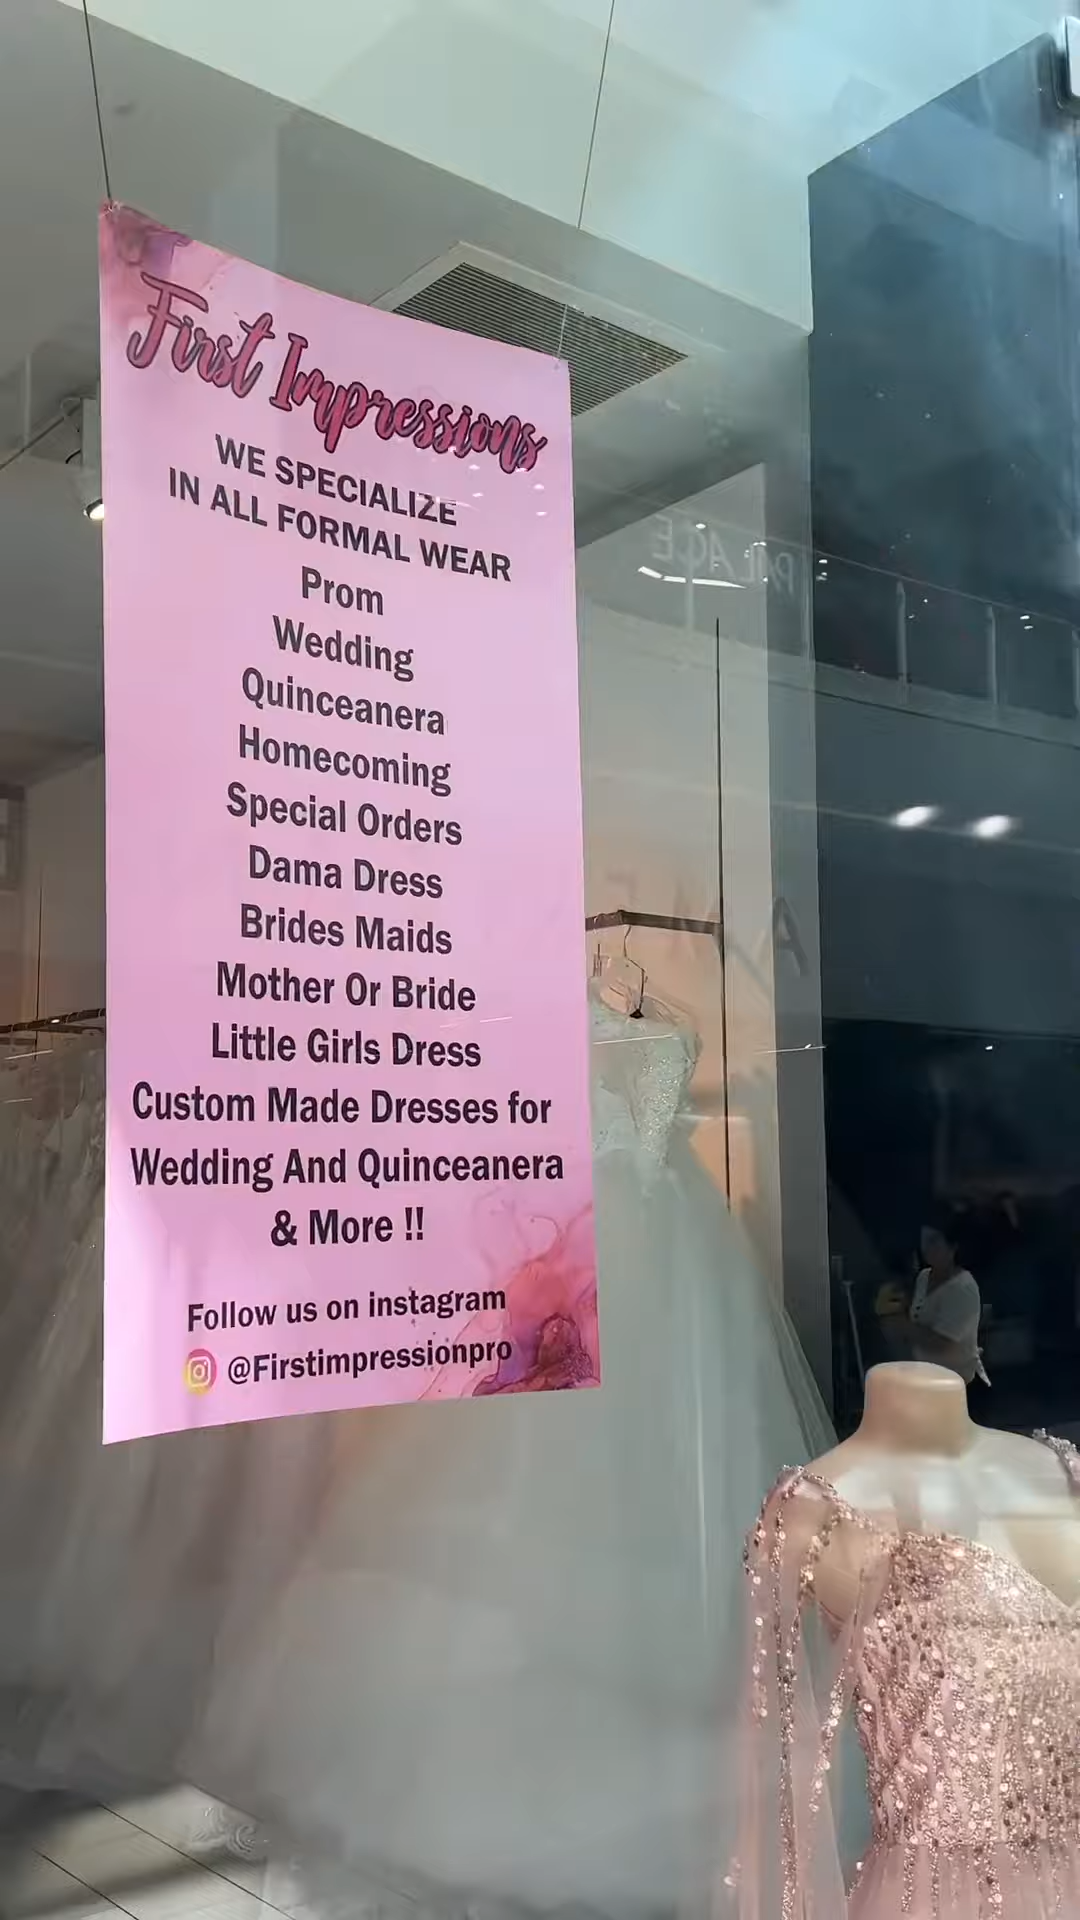 First Impressions
WE SPECIALIZE
IN ALL FORMAL WEAR
Prom
Wedding
Quinceanera
Homecoming
Special Orders
Dama Dress
Brides Maids
Mother Or Bride
Little Girls Dress
Custom Made Dresses for
Wedding And Quinceanera
& More !!
Follow us on instagram
@Firstimpressionpro
PALACE